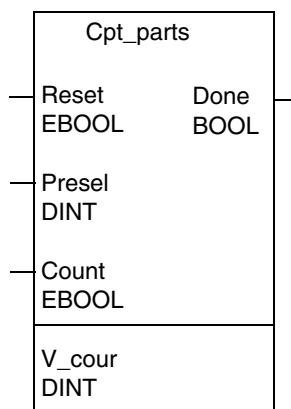 Cpt_parts
Reset Done
EBOOL BOOL
Presel
DINT
Count
EBOOL
V_cour
DINT